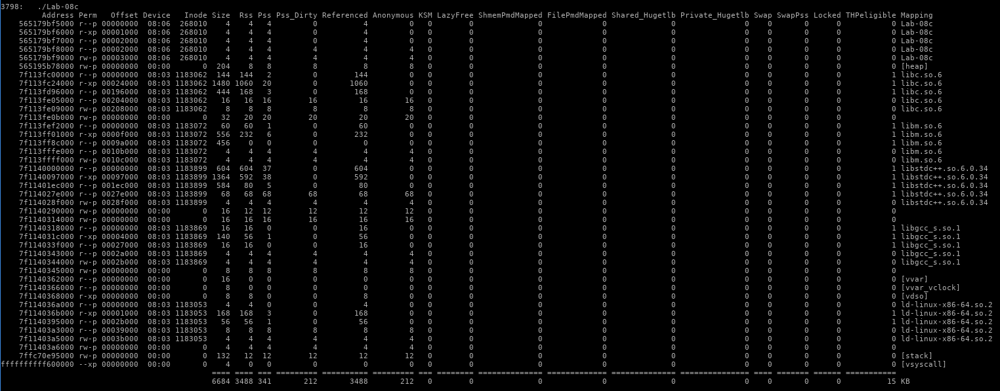 3798:   ./Lab-08c
Address Perm Offset Device Inode Size Rss Pss Pss_Dirty Referenced Anonymous KSM LazyFree ShmemPmdMapped FilePmdMapped Shared_Hugetlb Private_Hugetlb Swap SwapPss Locked THPeligible Mapping
565179bf5000 r--p 00000000 08:06 268010 4 4 4 0 4 0 0 0 0 0 0 0 0 0 0 0 Lab-08c
565179bf6000 r-xp 00001000 08:06 268010 4 4 4 0 4 0 0 0 0 0 0 0 0 0 0 0 Lab-08c
565179bf7000 r--p 00002000 08:06 268010 4 4 4 0 4 0 0 0 0 0 0 0 0 0 0 0 Lab-08c
565179bf8000 r--p 00002000 08:06 268010 4 4 4 4 4 4 0 0 0 0 0 0 0 0 0 0 Lab-08c
565179bf9000 rw-p 00003000 08:06 268010 4 4 4 4 4 4 0 0 0 0 0 0 0 0 0 0 Lab-08c
565195b78000 rw-p 00000000 00:00 0 204 8 8 8 8 8 0 0 0 0 0 0 0 0 0 0 [heap]
7f113fc00000 r--p 00000000 08:03 1183062 144 144 2 0 144 0 0 0 0 0 0 0 0 0 0 1 libc.so.6
7f113fc24000 r-xp 00024000 08:03 1183062 1480 1060 20 0 1060 0 0 0 0 0 0 0 0 0 0 1 libc.so.6
7f113fd96000 r--p 00196000 08:03 1183062 444 168 3 0 168 0 0 0 0 0 0 0 0 0 0 1 libc.so.6
7f113fe05000 r--p 00204000 08:03 1183062 16 16 16 16 16 16 0 0 0 0 0 0 0 0 0 0 libc.so.6
7f113fe09000 rw-p 00208000 08:03 1183062 8 8 8 8 8 8 0 0 0 0 0 0 0 0 0 0 libc.so.6
7f113fe0b000 rw-p 00000000 00:00 0 32 20 20 20 20 20 0 0 0 0 0 0 0 0 0 0
7f113fef2000 r--p 00000000 08:03 1183072 60 60 1 0 60 0 0 0 0 0 0 0 0 0 0 1 libm.so.6
7f113ff01000 r-xp 0000f000 08:03 1183072 556 232 6 0 232 0 0 0 0 0 0 0 0 0 0 1 libm.so.6
7f113ff8c000 r--p 0009a000 08:03 1183072 456 0 0 0 0 0 0 0 0 0 0 0 0 0 0 1 libm.so.6
7f113fffe000 r--p 0010b000 08:03 1183072 4 4 4 4 4 4 0 0 0 0 0 0 0 0 0 0 libm.so.6
7f113ffff000 rw-p 0010c000 08:03 1183072 4 4 4 4 4 4 0 0 0 0 0 0 0 0 0 0 libm.so.6
7f1140000000 r--p 00000000 08:03 1183899 604 604 37 0 604 0 0 0 0 0 0 0 0 0 0 1 libstdc++.so.6.0.34
7f1140097000 r-xp 00097000 08:03 1183899 1364 592 38 0 592 0 0 0 0 0 0 0 0 0 0 1 libstdc++.so.6.0.34
7f11401ec000 r--p 001ec000 08:03 1183899 584 80 5 0 80 0 0 0 0 0 0 0 0 0 0 1 libstdc++.so.6.0.34
7f114027e000 r--p 0027e000 08:03 1183899 68 68 68 68 68 68 0 0 0 0 0 0 0 0 0 1 libstdc++.so.6.0.34
7f114028f000 rw-p 0028f000 08:03 1183899 4 4 4 4 4 4 0 0 0 0 0 0 0 0 0 0 libstdc++.so.6.0.34
7f1140290000 rw-p 00000000 00:00 0 16 12 12 12 12 12 0 0 0 0 0 0 0 0 0 0
7f1140314000 rw-p 00000000 00:00 0 16 16 16 16 16 16 0 0 0 0 0 0 0 0 0 0
7f1140318000 r--p 00000000 08:03 1183869 16 16 0 0 16 0 0 0 0 0 0 0 0 0 0 1 libgcc_s.so.1
7f114031c000 r-xp 00004000 08:03 1183869 140 56 1 0 56 0 0 0 0 0 0 0 0 0 0 1 libgcc_s.so.1
7f114033f000 r--p 00027000 08:03 1183869 16 16 0 0 16 0 0 0 0 0 0 0 0 0 0 1 libgcc_s.so.1
7f1140343000 r--p 0002a000 08:03 1183869 4 4 4 4 4 4 0 0 0 0 0 0 0 0 0 0 libgcc_s.so.1
7f1140344000 rw-p 0002b000 08:03 1183869 4 4 4 4 4 4 0 0 0 0 0 0 0 0 0 0 libgcc_s.so.1
7f1140345000 rw-p 00000000 00:00 0 8 8 8 8 8 8 0 0 0 0 0 0 0 0 0 0
7f1140362000 r--p 00000000 00:00 0 16 0 0 0 0 0 0 0 0 0 0 0 0 0 0 0 [vvar]
7f1140366000 r--p 00000000 00:00 0 8 0 0 0 0 0 0 0 0 0 0 0 0 0 0 0 [vvar_vclock]
7f1140368000 r-xp 00000000 00:00 0 8 8 0 0 8 0 0 0 0 0 0 0 0 0 0 0 [vdso]
7f114036a000 r--p 00000000 08:03 1183053 4 4 0 0 4 0 0 0 0 0 0 0 0 0 0 0 ld-linux-x86-64.so.2
7f114036b000 r-xp 00001000 08:03 1183053 168 168 3 0 168 0 0 0 0 0 0 0 0 0 0 1 ld-linux-x86-64.so.2
7f1140395000 r--p 0002b000 08:03 1183053 56 56 1 0 56 0 0 0 0 0 0 0 0 0 0 1 ld-linux-x86-64.so.2
7f11403a3000 r--p 00039000 08:03 1183053 8 8 8 8 8 8 0 0 0 0 0 0 0 0 0 0 ld-linux-x86-64.so.2
7f11403a5000 rw-p 0003b000 08:03 1183053 4 4 4 4 4 4 0 0 0 0 0 0 0 0 0 0 ld-linux-x86-64.so.2
7f11403a6000 rw-p 00000000 00:00 0 4 4 4 4 4 4 0 0 0 0 0 0 0 0 0 0
7ffc70e95000 rw-p 00000000 00:00 0 132 12 12 12 12 12 0 0 0 0 0 0 0 0 0 0 [stack]
ffffffffff600000 --xp 00000000 00:00 0 4 0 0 0 0 0 0 0 0 0 0 0 0 0 0 0 [vsyscall]
==== ==== === ========= ========== ========= === ======== ============== ============= ============== =============== ==== ======= ====== ===========
6684 3488 341 212 3488 212 0 0 0 0 0 0 0 0 0 15 KB